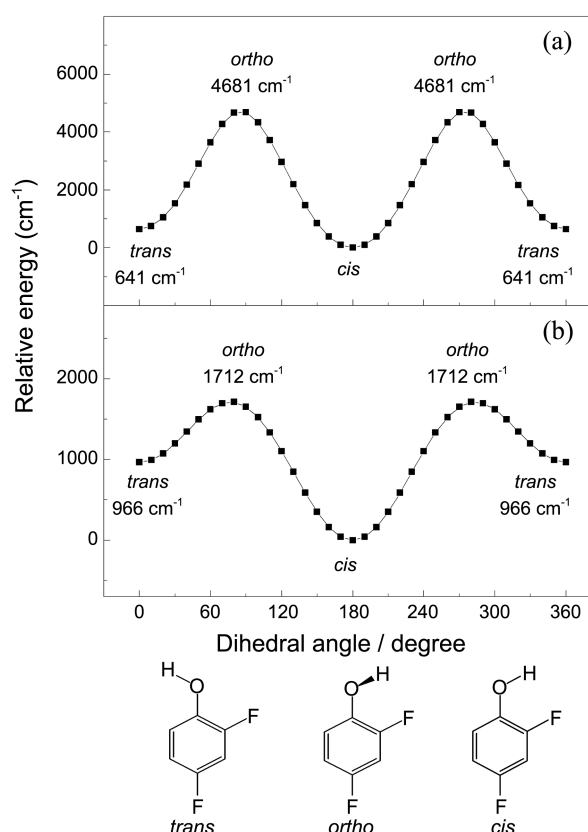 (a)
ortho ortho
4681 cm⁻¹ 4681 cm⁻¹
6000
4000
2000
0
trans cis trans
641 cm⁻¹ 641 cm⁻¹
Relative energy (cm⁻¹)
(b)
ortho ortho
1712 cm⁻¹ 1712 cm⁻¹
2000
1000
0
trans trans
966 cm⁻¹ 966 cm⁻¹
cis
0 60 120 180 240 300 360
Dihedral angle / degree
H O F F
H O F F
H O F F
trans ortho cis